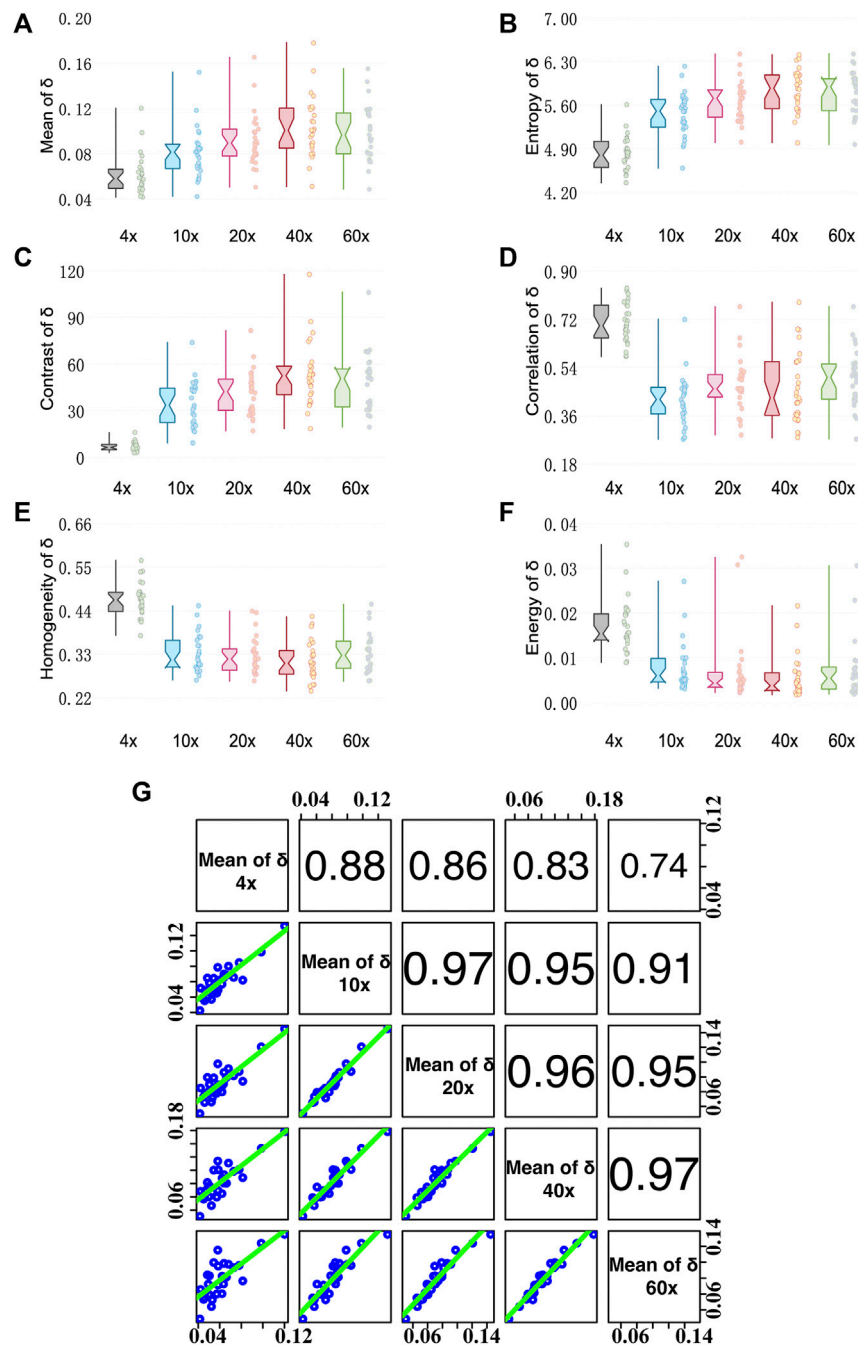 A
Mean of δ
0.20
0.16
0.12
0.08
0.04
4x 10x 20x 40x 60x
B
Entropy of δ
7.00
6.30
5.60
4.90
4.20
4x 10x 20x 40x 60x
C
Contrast of δ
120
90
60
30
0
4x 10x 20x 40x 60x
D
Correlation of δ
0.90
0.72
0.54
0.36
0.18
4x 10x 20x 40x 60x
E
Homogeneity of δ
0.66
0.55
0.44
0.33
0.22
4x 10x 20x 40x 60x
F
Energy of δ
0.04
0.03
0.02
0.01
0.00
4x 10x 20x 40x 60x
G
0.04 0.12 0.06 0.18
Mean of δ
4x
0.88 0.86 0.83 0.74
0.04 0.12
0.04 0.12
Mean of δ
10x
0.97 0.95 0.91
Mean of δ
20x
0.96 0.95
0.06 0.14
0.06 0.18
Mean of δ
40x
0.97
Mean of δ
60x
0.06 0.14
0.04 0.12 0.06 0.14 0.06 0.14